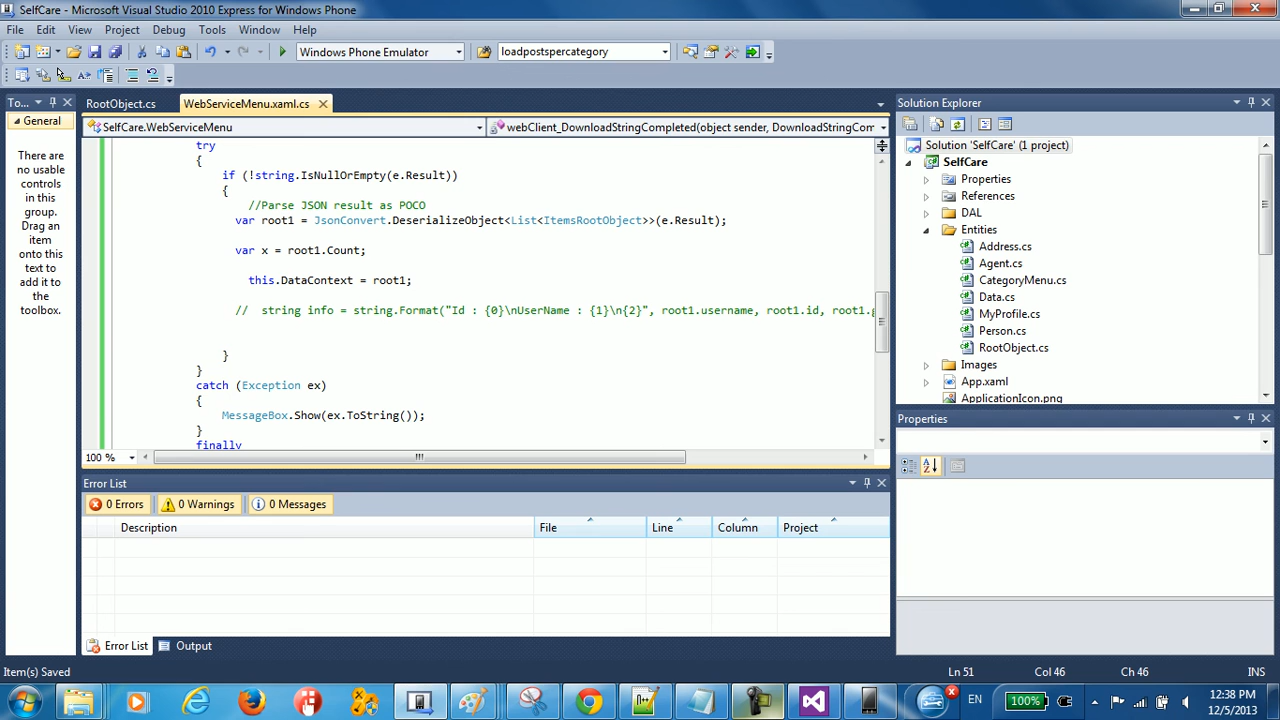 SelfCare - Microsoft Visual Studio 2010 Express for Windows Phone
File Edit View Project Debug Tools Window Help
Windows Phone Emulator loadpostspercategory
To...
General
There are no usable controls in this group. Drag an item onto this text to add it to the toolbox.
RootObject.cs WebServiceMenu.xaml.cs
SelfCare.WebServiceMenu webClient_DownloadStringCompleted(object sender, DownloadStringCom
try
{
if (!string.IsNullOrEmpty(e.Result))
{
//Parse JSON result as POCO
var root1 = JsonConvert.DeserializeObject<List<ItemsRootObject>>(e.Result);
var x = root1.Count;
this.DataContext = root1;
// string info = string.Format("Id : {0}\nUserName : {1}\n{2}", root1.username, root1.id, root1.g
}
}
catch (Exception ex)
{
MessageBox.Show(ex.ToString());
}
finally
100 %
Error List
0 Errors 0 Warnings 0 Messages
Description File Line Column Project
Error List Output
Solution Explorer
Solution 'SelfCare' (1 project)
SelfCare
Properties
References
DAL
Entities
Address.cs
Agent.cs
CategoryMenu.cs
Data.cs
MyProfile.cs
Person.cs
RootObject.cs
Images
App.xaml
ApplicationIcon.png
Properties
Item(s) Saved Ln 51 Col 46 Ch 46 INS
EN 100% 12:38 PM
12/5/2013